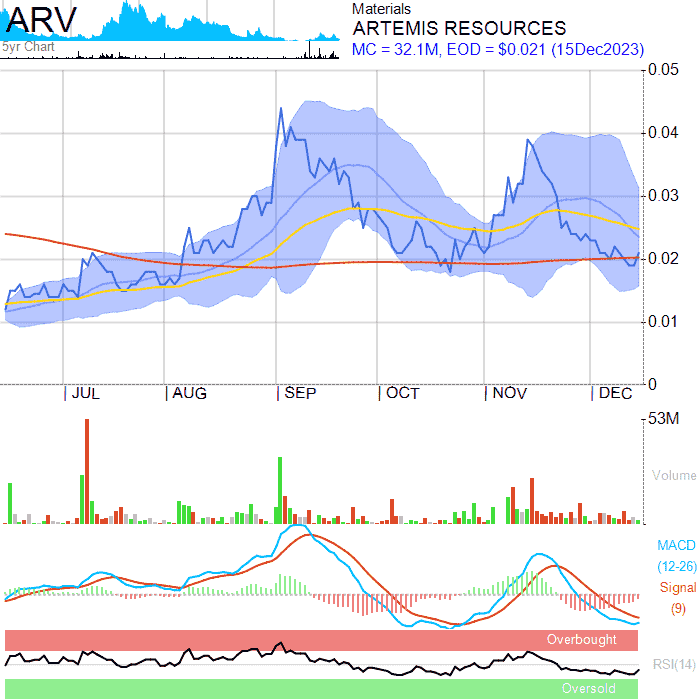 ARV
5yr Chart
Materials
ARTEMIS RESOURCES
MC = 32.1M, EOD = $0.021 (15Dec2023)
0.05
0.04
0.03
0.02
0.01
0
JUL AUG SEP OCT NOV DEC
53M
Volume
MACD
(12-26)
Signal
(9)
Overbought
RSI(14)
Oversold